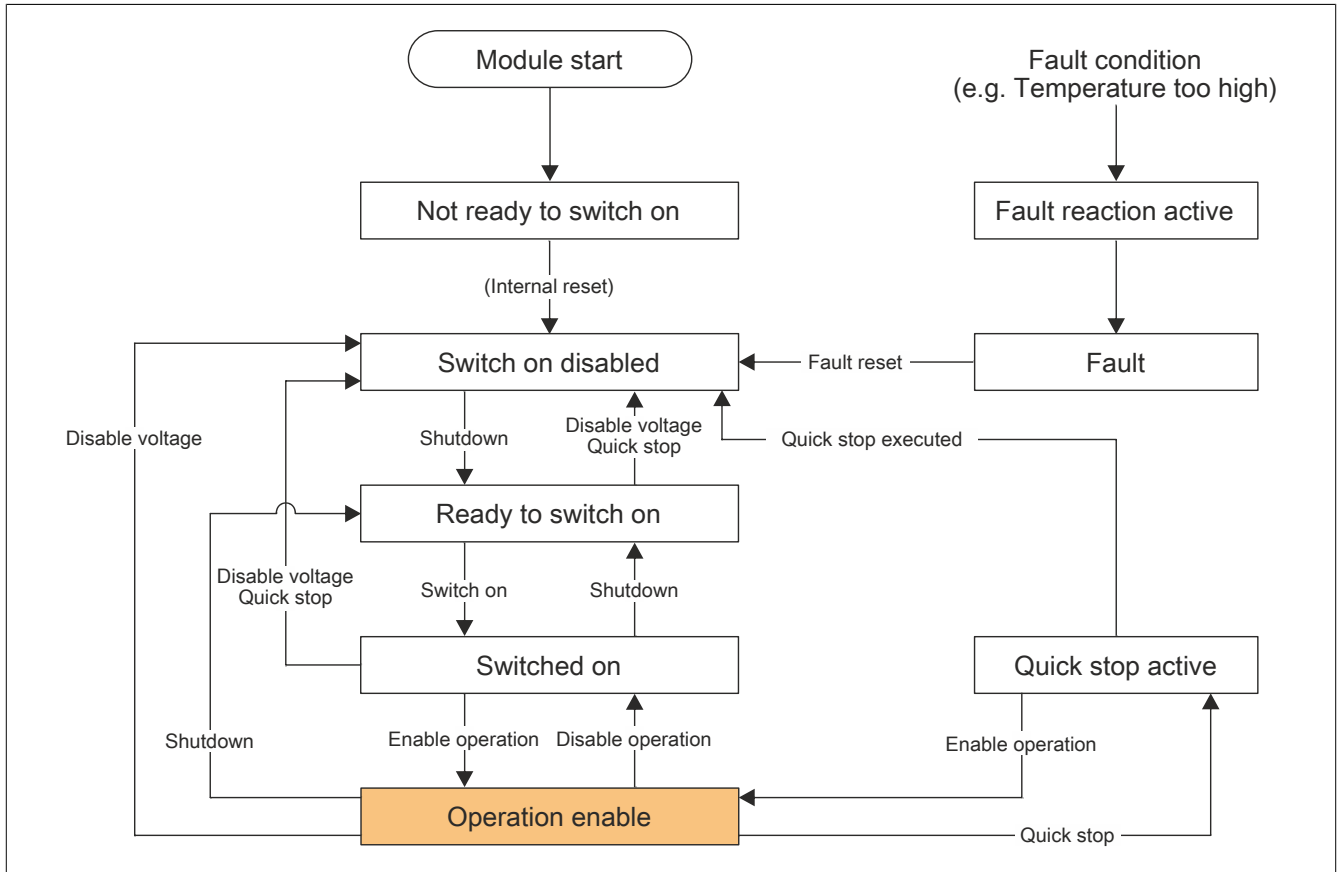 Module start
Fault condition
(e.g. Temperature too high)
Not ready to switch on
Fault reaction active
(Internal reset)
Switch on disabled
Fault reset
Fault
Disable voltage
Shutdown
Disable voltage
Quick stop
Quick stop executed
Ready to switch on
Disable voltage
Quick stop
Switch on
Shutdown
Switched on
Quick stop active
Shutdown
Enable operation
Disable operation
Enable operation
Operation enable
Quick stop